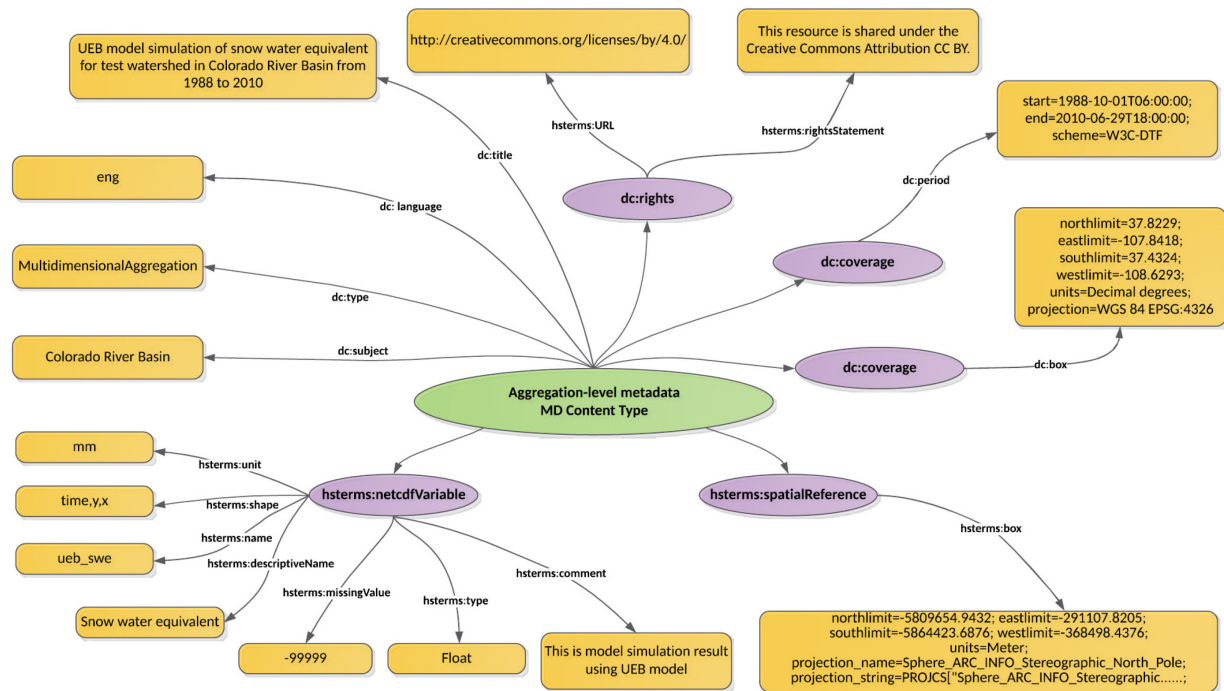 UEB model simulation of snow water equivalent
for test watershed in Colorado River Basin from
1988 to 2010
http://creativecommons.org/licenses/by/4.0/
This resource is shared under the
Creative Commons Attribution CC BY.
start=1988-10-01T06:00:00;
end=2010-06-29T18:00:00;
scheme=W3C-DTF
hsterms:URL
hsterms:rightsStatement
dc:title
eng
dc: language
dc:rights
dc:period
MultidimensionalAggregation
dc:type
dc:coverage
northlimit=37.8229;
eastlimit=-107.8418;
southlimit=37.4324;
westlimit=-108.6293;
units=Decimal degrees;
projection=WGS 84 EPSG:4326
Colorado River Basin
dc:subject
dc:coverage
dc:box
Aggregation-level metadata
MD Content Type
mm
hsterms:unit
time,y,x
hsterms:shape
hsterms:netcdfVariable
hsterms:spatialReference
hsterms:name
ueb_swe
hsterms:descriptiveName
hsterms:box
Snow water equivalent
hsterms:missingValue
hsterms:type
hsterms:comment
-99999
Float
This is model simulation result
using UEB model
northlimit=-5809654.9432; eastlimit=-291107.8205;
southlimit=-5864423.6876; westlimit=-368498.4376;
units=Meter;
projection_name=Sphere_ARC_INFO_Stereographic_North_Pole;
projection_string=PROJCS["Sphere_ARC_INFO_Stereographic......;